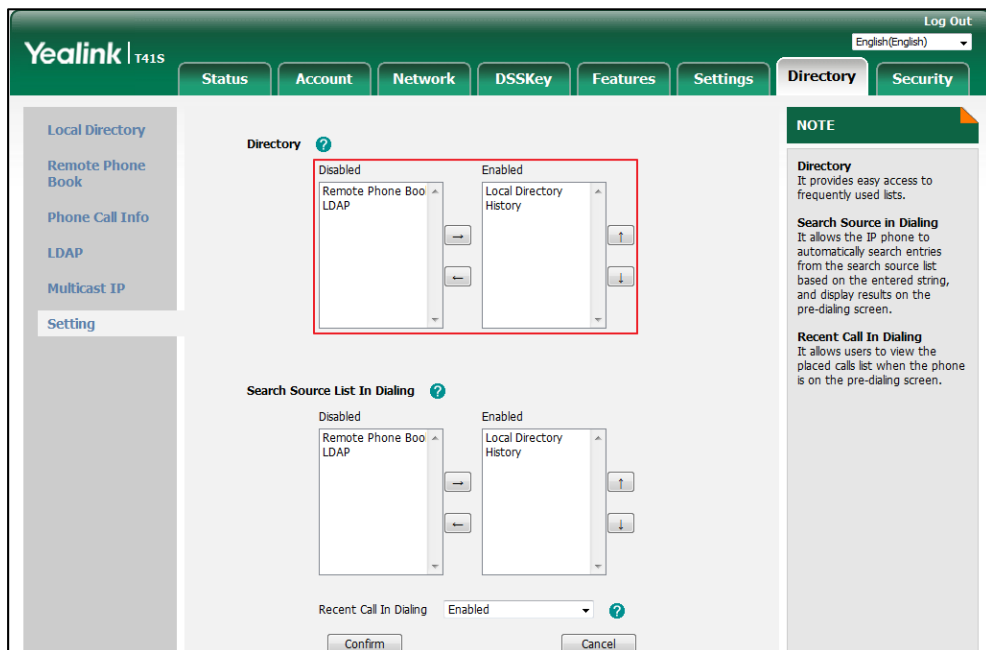 Log Out
Yealink T41S
English(English)
Status Account Network DSSKey Features Settings Directory Security
Local Directory
Remote Phone
Book
Phone Call Info
LDAP
Multicast IP
Setting
Directory ?
Disabled Enabled
Remote Phone Boo
LDAP
Local Directory
History
→ ↑
← ↓
Search Source List In Dialing ?
Disabled Enabled
Remote Phone Boo
LDAP
Local Directory
History
→ ↑
← ↓
Recent Call In Dialing Enabled ?
Confirm Cancel
NOTE
Directory
It provides easy access to
frequently used lists.
Search Source in Dialing
It allows the IP phone to
automatically search entries
from the search source list
based on the entered string,
and display results on the
pre-dialing screen.
Recent Call In Dialing
It allows users to view the
placed calls list when the phone
is on the pre-dialing screen.